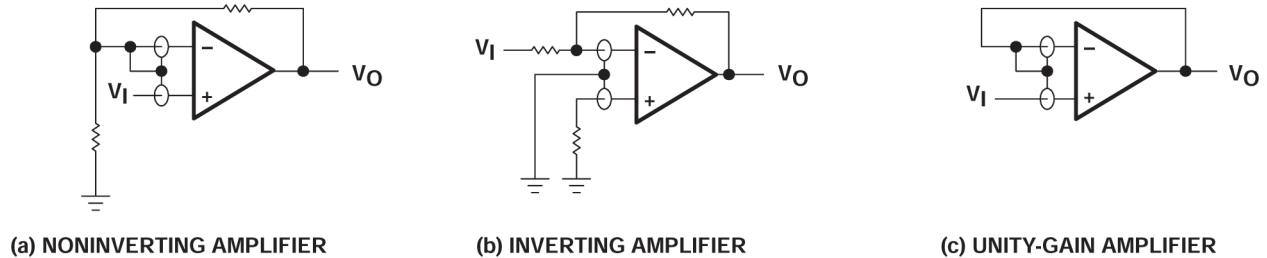 − + V_I V_O
(a) NONINVERTING AMPLIFIER
V_I − + V_O
(b) INVERTING AMPLIFIER
− + V_I V_O
(c) UNITY-GAIN AMPLIFIER